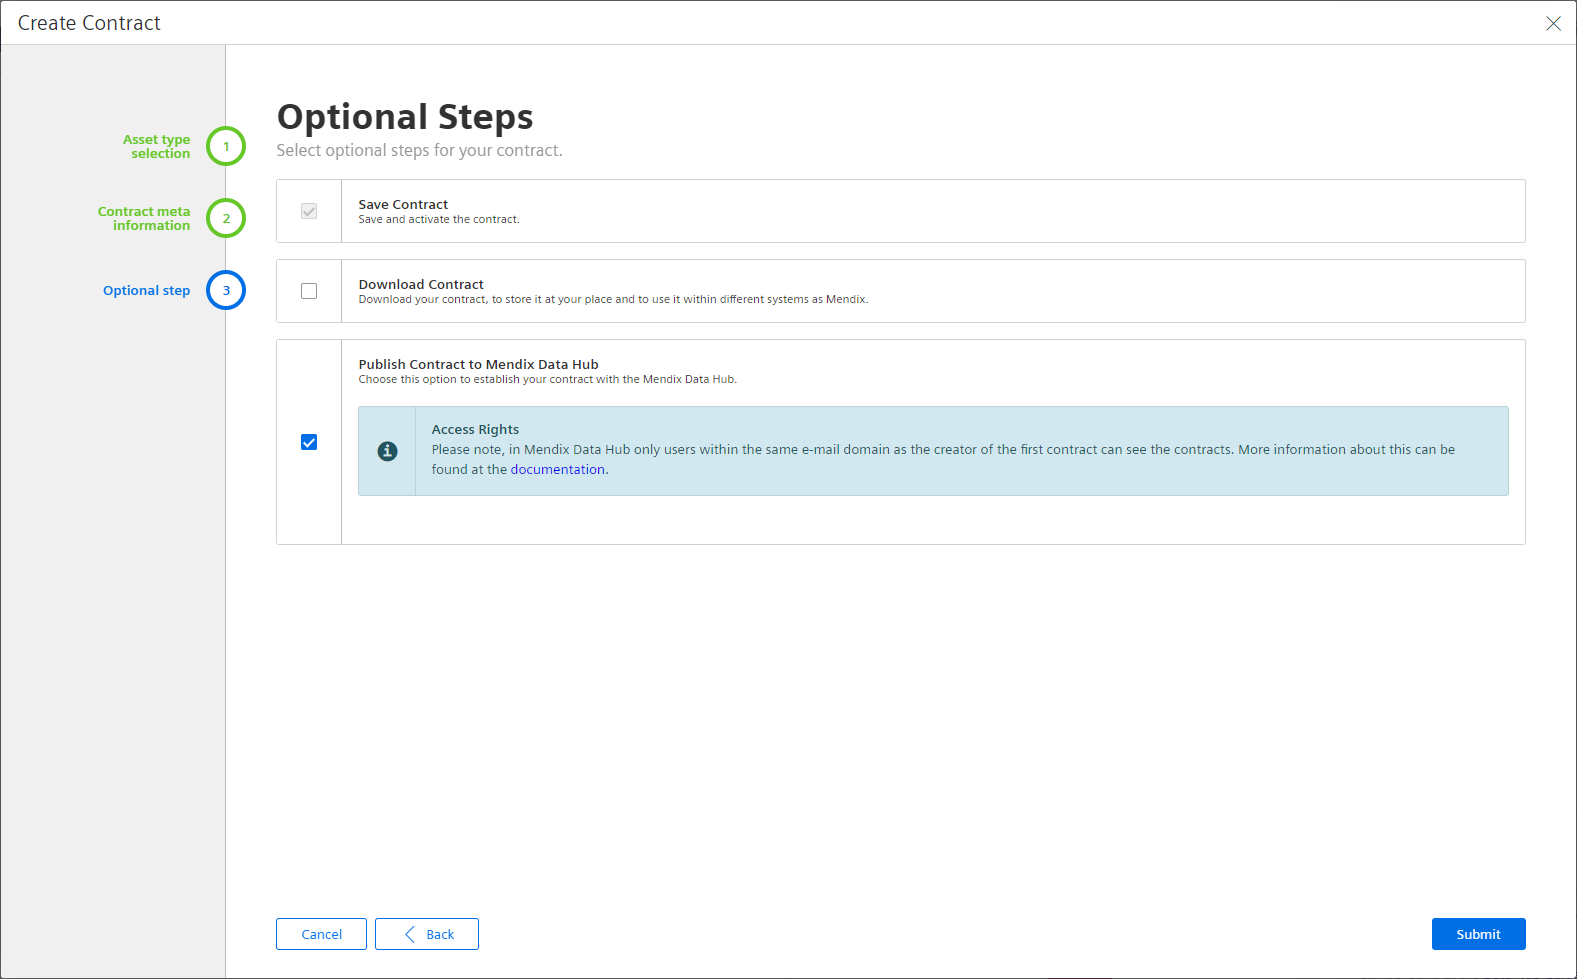 Create Contract
Asset type
selection
1
Contract meta
information
2
Optional step
3
Optional Steps
Select optional steps for your contract.
Save Contract
Save and activate the contract.
Download Contract
Download your contract, to store it at your place and to use it within different systems as Mendix.
Publish Contract to Mendix Data Hub
Choose this option to establish your contract with the Mendix Data Hub.
Access Rights
Please note, in Mendix Data Hub only users within the same e-mail domain as the creator of the first contract can see the contracts. More information about this can be
found at the documentation.
Cancel
Back
Submit